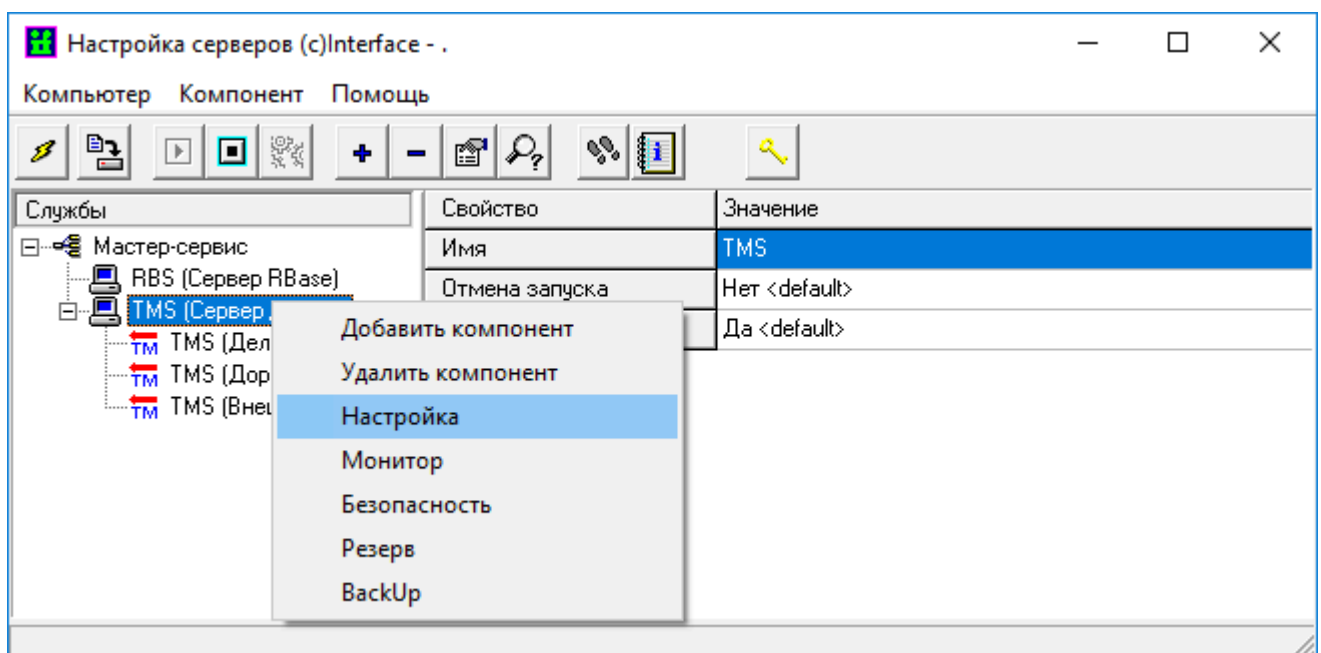 Настройка серверов (c)Interface - .
Компьютер Компонент Помощь
Службы
Свойство Значение
Мастер-сервис
Имя TMS
RBS (Сервер RBase)
Отмена запуска Нет <default>
TMS (Сервер
Да <default>
TMS (Дел
TMS (Дор
TMS (Внеш
Добавить компонент
Удалить компонент
Настройка
Монитор
Безопасность
Резерв
BackUp